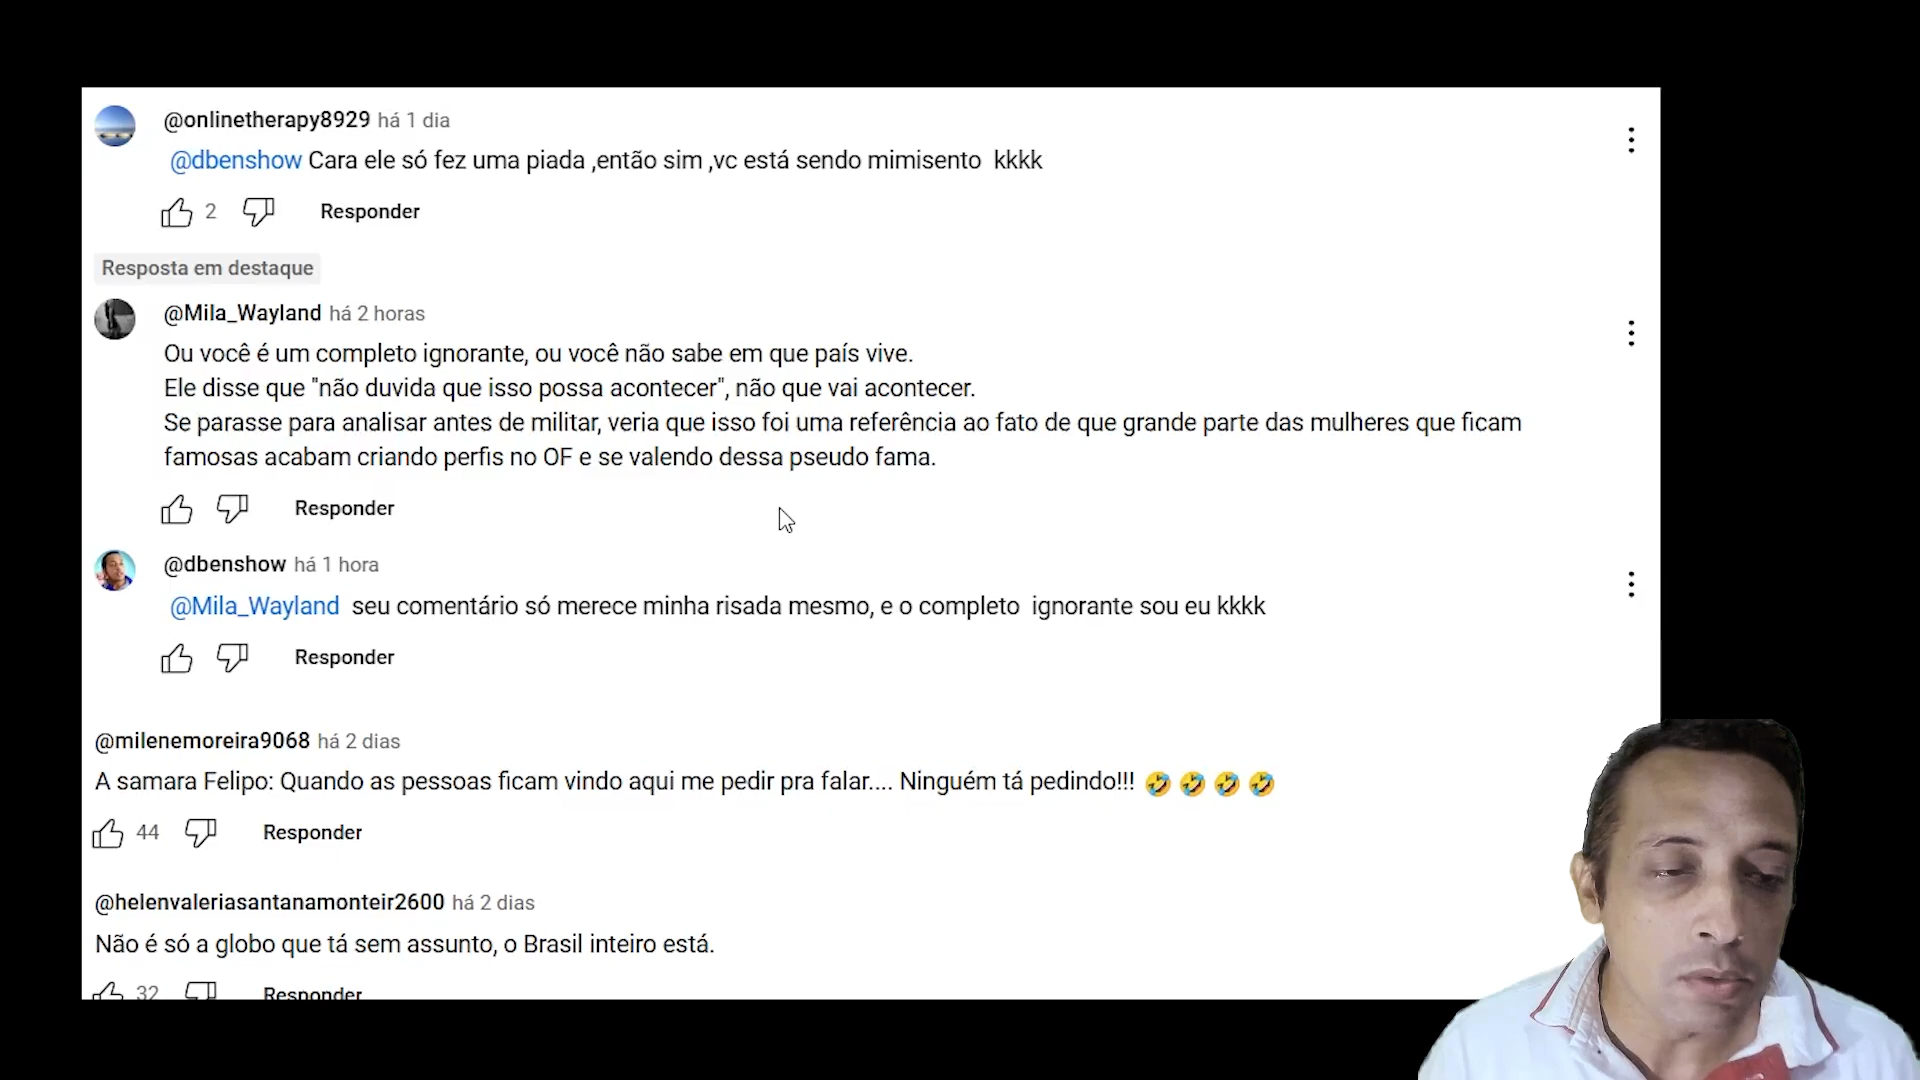 @onlinetherapy8929 há 1 dia
@dbenshow Cara ele só fez uma piada ,então sim ,vc está sendo mimisento kkkk
2 Responder
Resposta em destaque
@Mila_Wayland há 2 horas
Ou você é um completo ignorante, ou você não sabe em que país vive.
Ele disse que "não duvida que isso possa acontecer", não que vai acontecer.
Se parasse para analisar antes de militar, veria que isso foi uma referência ao fato de que grande parte das mulheres que ficam
famosas acabam criando perfis no OF e se valendo dessa pseudo fama.
Responder
@dbenshow há 1 hora
@Mila_Wayland seu comentário só merece minha risada mesmo, e o completo ignorante sou eu kkkk
Responder
@milenemoreira9068 há 2 dias
A samara Felipo: Quando as pessoas ficam vindo aqui me pedir pra falar.... Ninguém tá pedindo!!! 🤣🤣🤣🤣
44 Responder
@helenvaleriasantanamonteir2600 há 2 dias
Não é só a globo que tá sem assunto, o Brasil inteiro está.
32 Responder